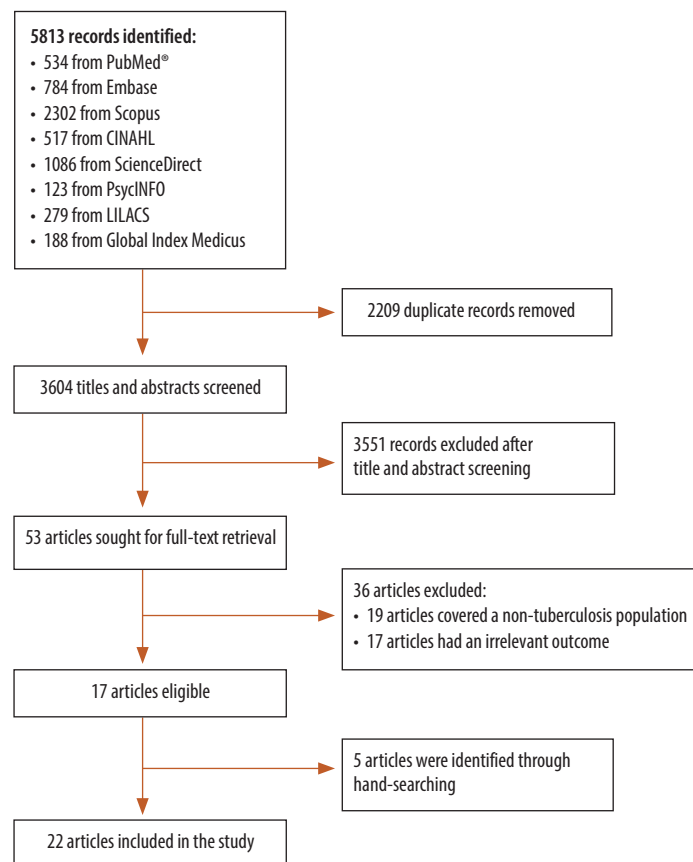 5813 records identified:
• 534 from PubMed®
• 784 from Embase
• 2302 from Scopus
• 517 from CINAHL
• 1086 from ScienceDirect
• 123 from PsycINFO
• 279 from LILACS
• 188 from Global Index Medicus
2209 duplicate records removed
3604 titles and abstracts screened
3551 records excluded after
title and abstract screening
53 articles sought for full-text retrieval
36 articles excluded:
• 19 articles covered a non-tuberculosis population
• 17 articles had an irrelevant outcome
17 articles eligible
5 articles were identified through
hand-searching
22 articles included in the study